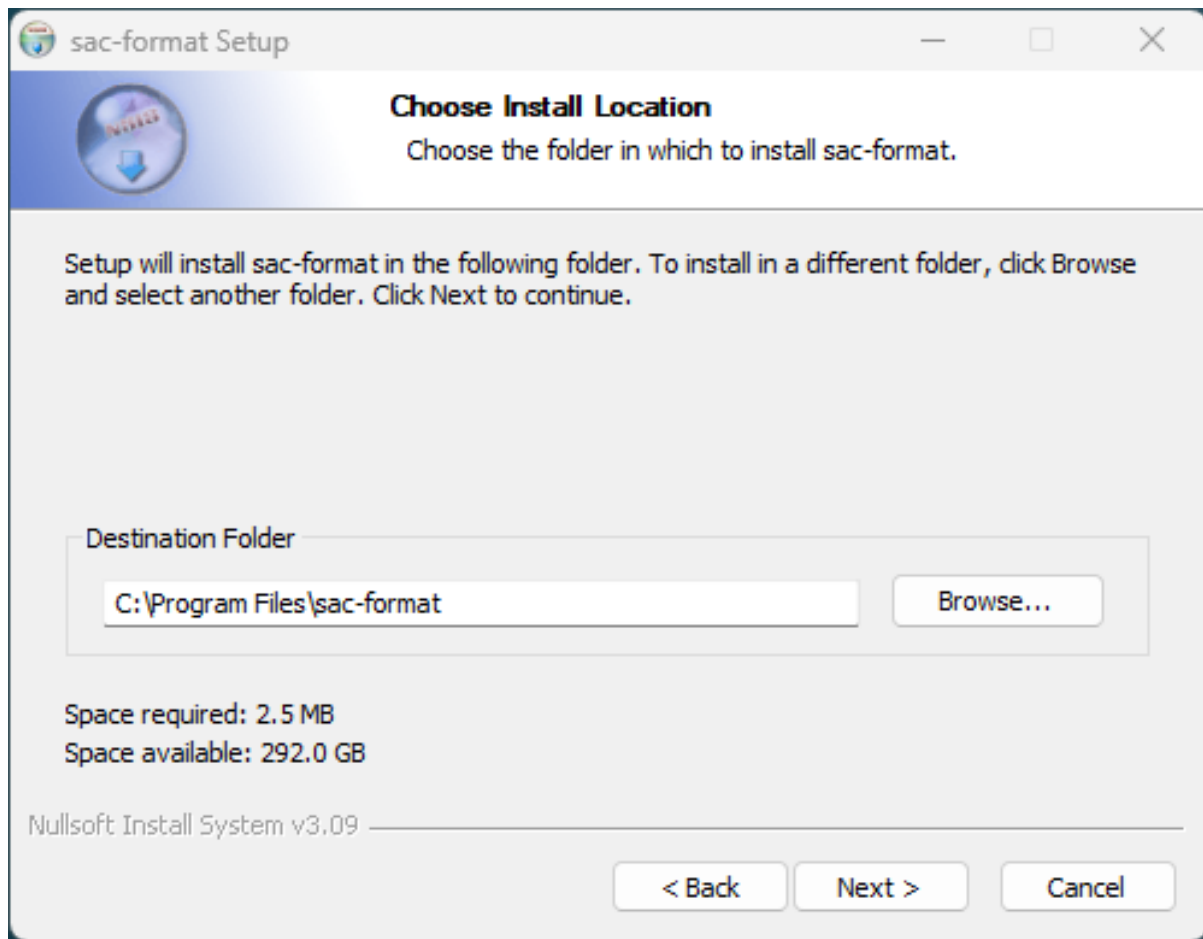 sac-format Setup
Choose Install Location
Choose the folder in which to install sac-format.
Setup will install sac-format in the following folder. To install in a different folder, click Browse
and select another folder. Click Next to continue.
Destination Folder
C:\Program Files\sac-format
Browse...
Space required: 2.5 MB
Space available: 292.0 GB
Nullsoft Install System v3.09
< Back
Next >
Cancel